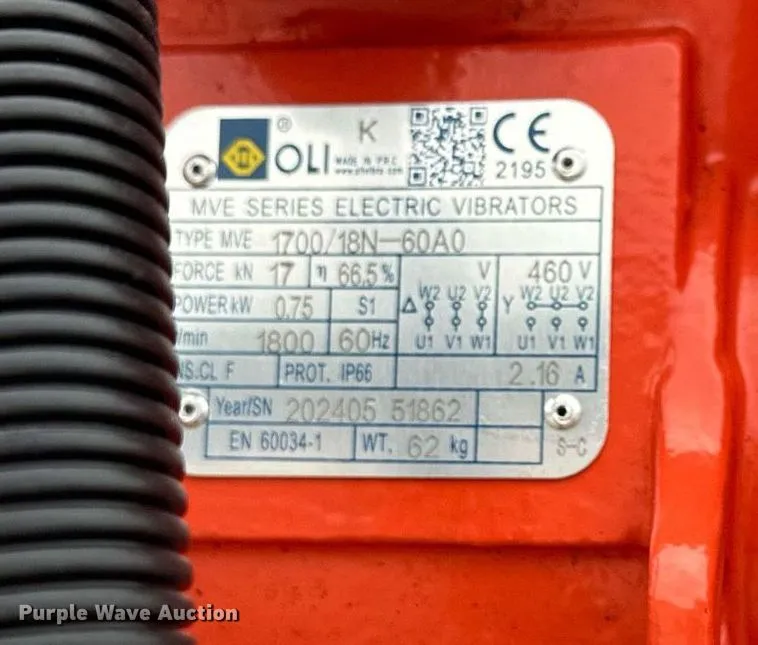 ® K
OLI MADE IN P.R.C CE
2195
MVE SERIES ELECTRIC VIBRATORS
TYPE MVE 1700/18N-60A0
FORCE kN 17 η 66.5% V 460 V
POWER kW 0.75 S1 Δ W2 U2 V2 Y W2 U2 V2
/min 1800 60Hz U1 V1 W1 U1 V1 W1
NS.CL F PROT. IP66 2.16 A
Year/SN 202405 51862
EN 60034-1 WT. 62 kg S-C
Purple Wave Auction